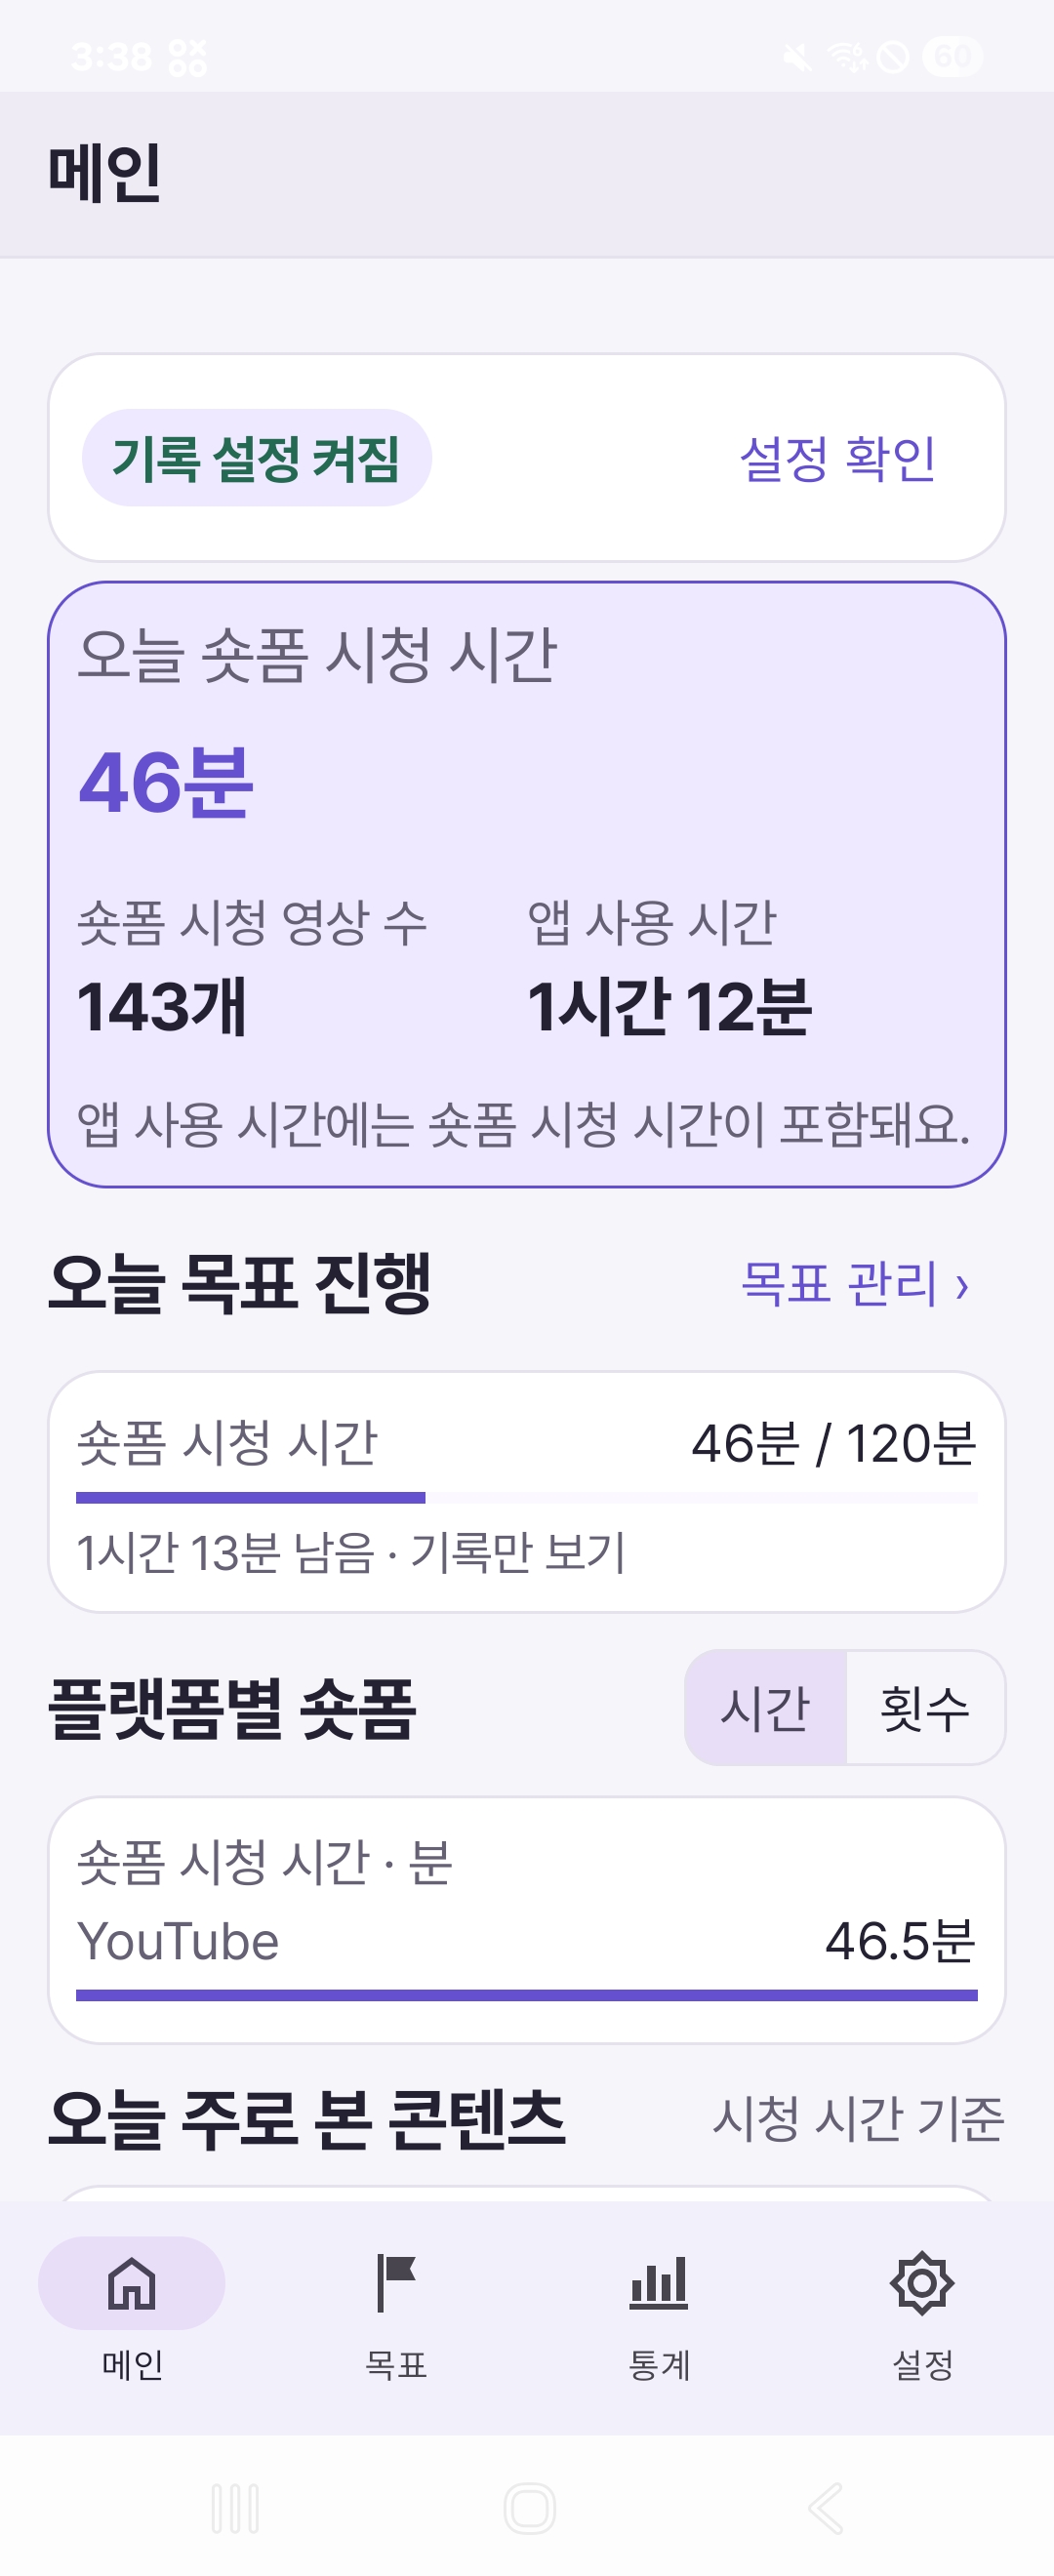 3:38
60
메인
기록 설정 켜짐
설정 확인
오늘 숏폼 시청 시간
46분
숏폼 시청 영상 수
앱 사용 시간
143개
1시간 12분
앱 사용 시간에는 숏폼 시청 시간이 포함돼요.
오늘 목표 진행
목표 관리 ›
숏폼 시청 시간
46분 / 120분
1시간 13분 남음 · 기록만 보기
플랫폼별 숏폼
시간
횟수
숏폼 시청 시간 · 분
YouTube
46.5분
오늘 주로 본 콘텐츠
시청 시간 기준
메인
목표
통계
설정